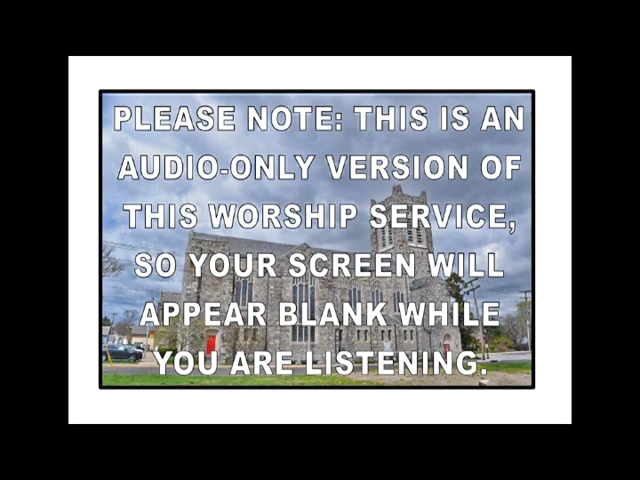 PLEASE NOTE: THIS IS AN
AUDIO-ONLY VERSION OF
THIS WORSHIP SERVICE,
SO YOUR SCREEN WILL
APPEAR BLANK WHILE
YOU ARE LISTENING.